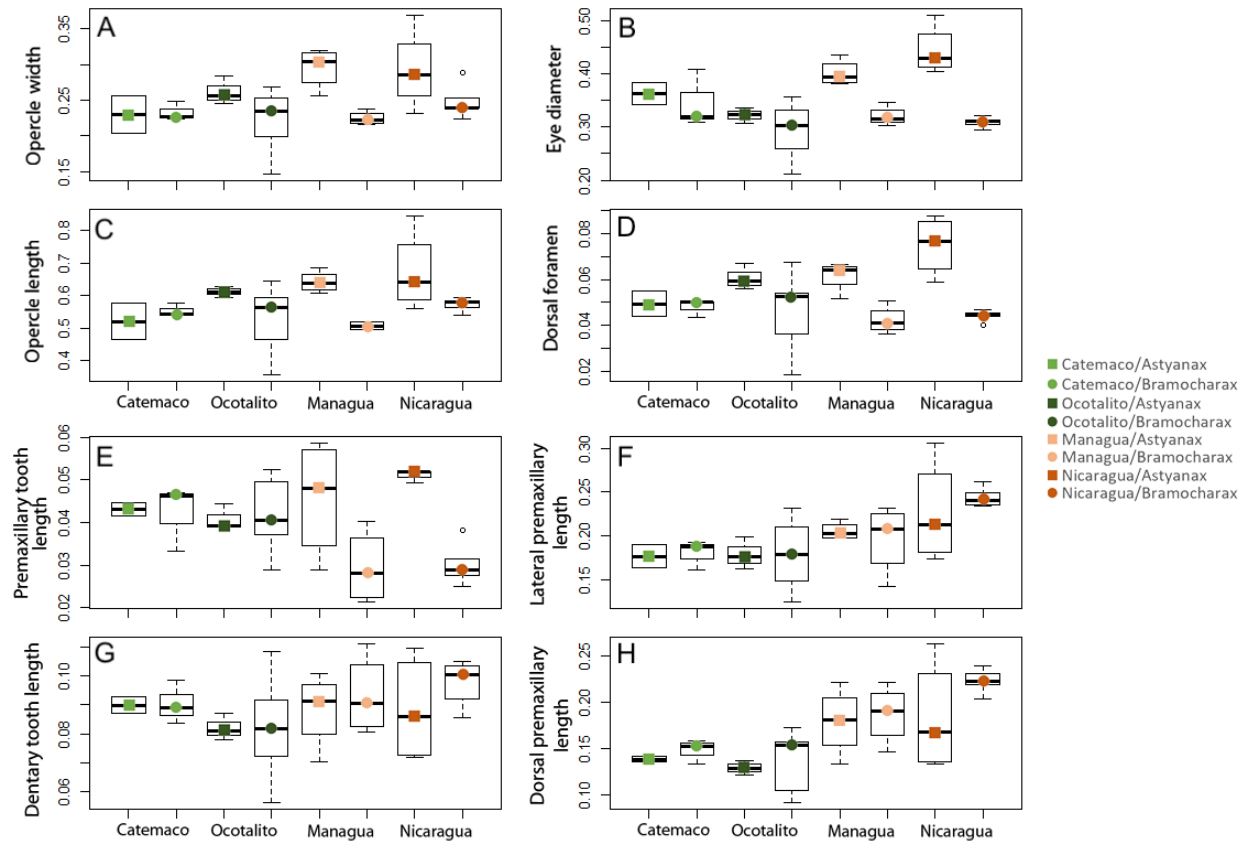 A
Opercle width
0.15
0.25
0.35
B
Eye diameter
0.20
0.30
0.40
0.50
C
Opercle length
0.4
0.5
0.6
0.7
0.8
Catemaco Ocotalito Managua Nicaragua
D
Dorsal foramen
0.02
0.04
0.06
0.08
Catemaco Ocotalito Managua Nicaragua
Catemaco/Astyanax
Catemaco/Bramocharax
Ocotalito/Astyanax
Ocotalito/Bramocharax
Managua/Astyanax
Managua/Bramocharax
Nicaragua/Astyanax
Nicaragua/Bramocharax
E
Premaxillary tooth
length
0.02
0.03
0.04
0.05
0.06
F
Lateral premaxillary
length
0.15
0.20
0.25
0.30
G
Dentary tooth length
0.06
0.08
0.10
Catemaco Ocotalito Managua Nicaragua
H
Dorsal premaxillary
length
0.10
0.15
0.20
0.25
Catemaco Ocotalito Managua Nicaragua